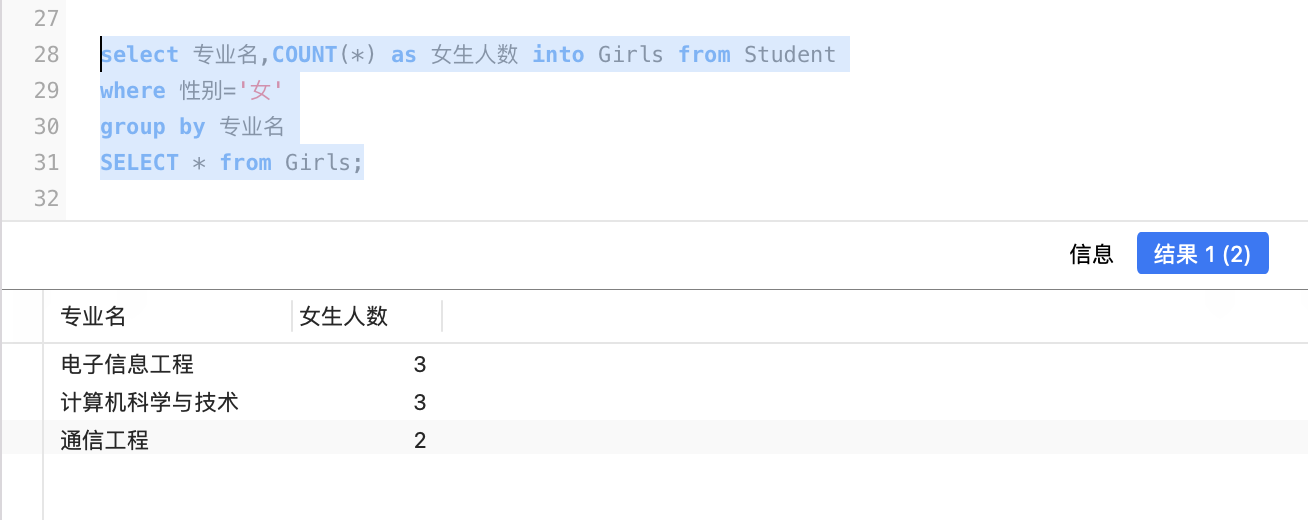 27
28 select 专业名,COUNT(*) as 女生人数 into Girls from Student
29 where 性别='女'
30 group by 专业名
31 SELECT * from Girls;
32
信息 结果 1 (2)
专业名 女生人数
电子信息工程 3
计算机科学与技术 3
通信工程 2